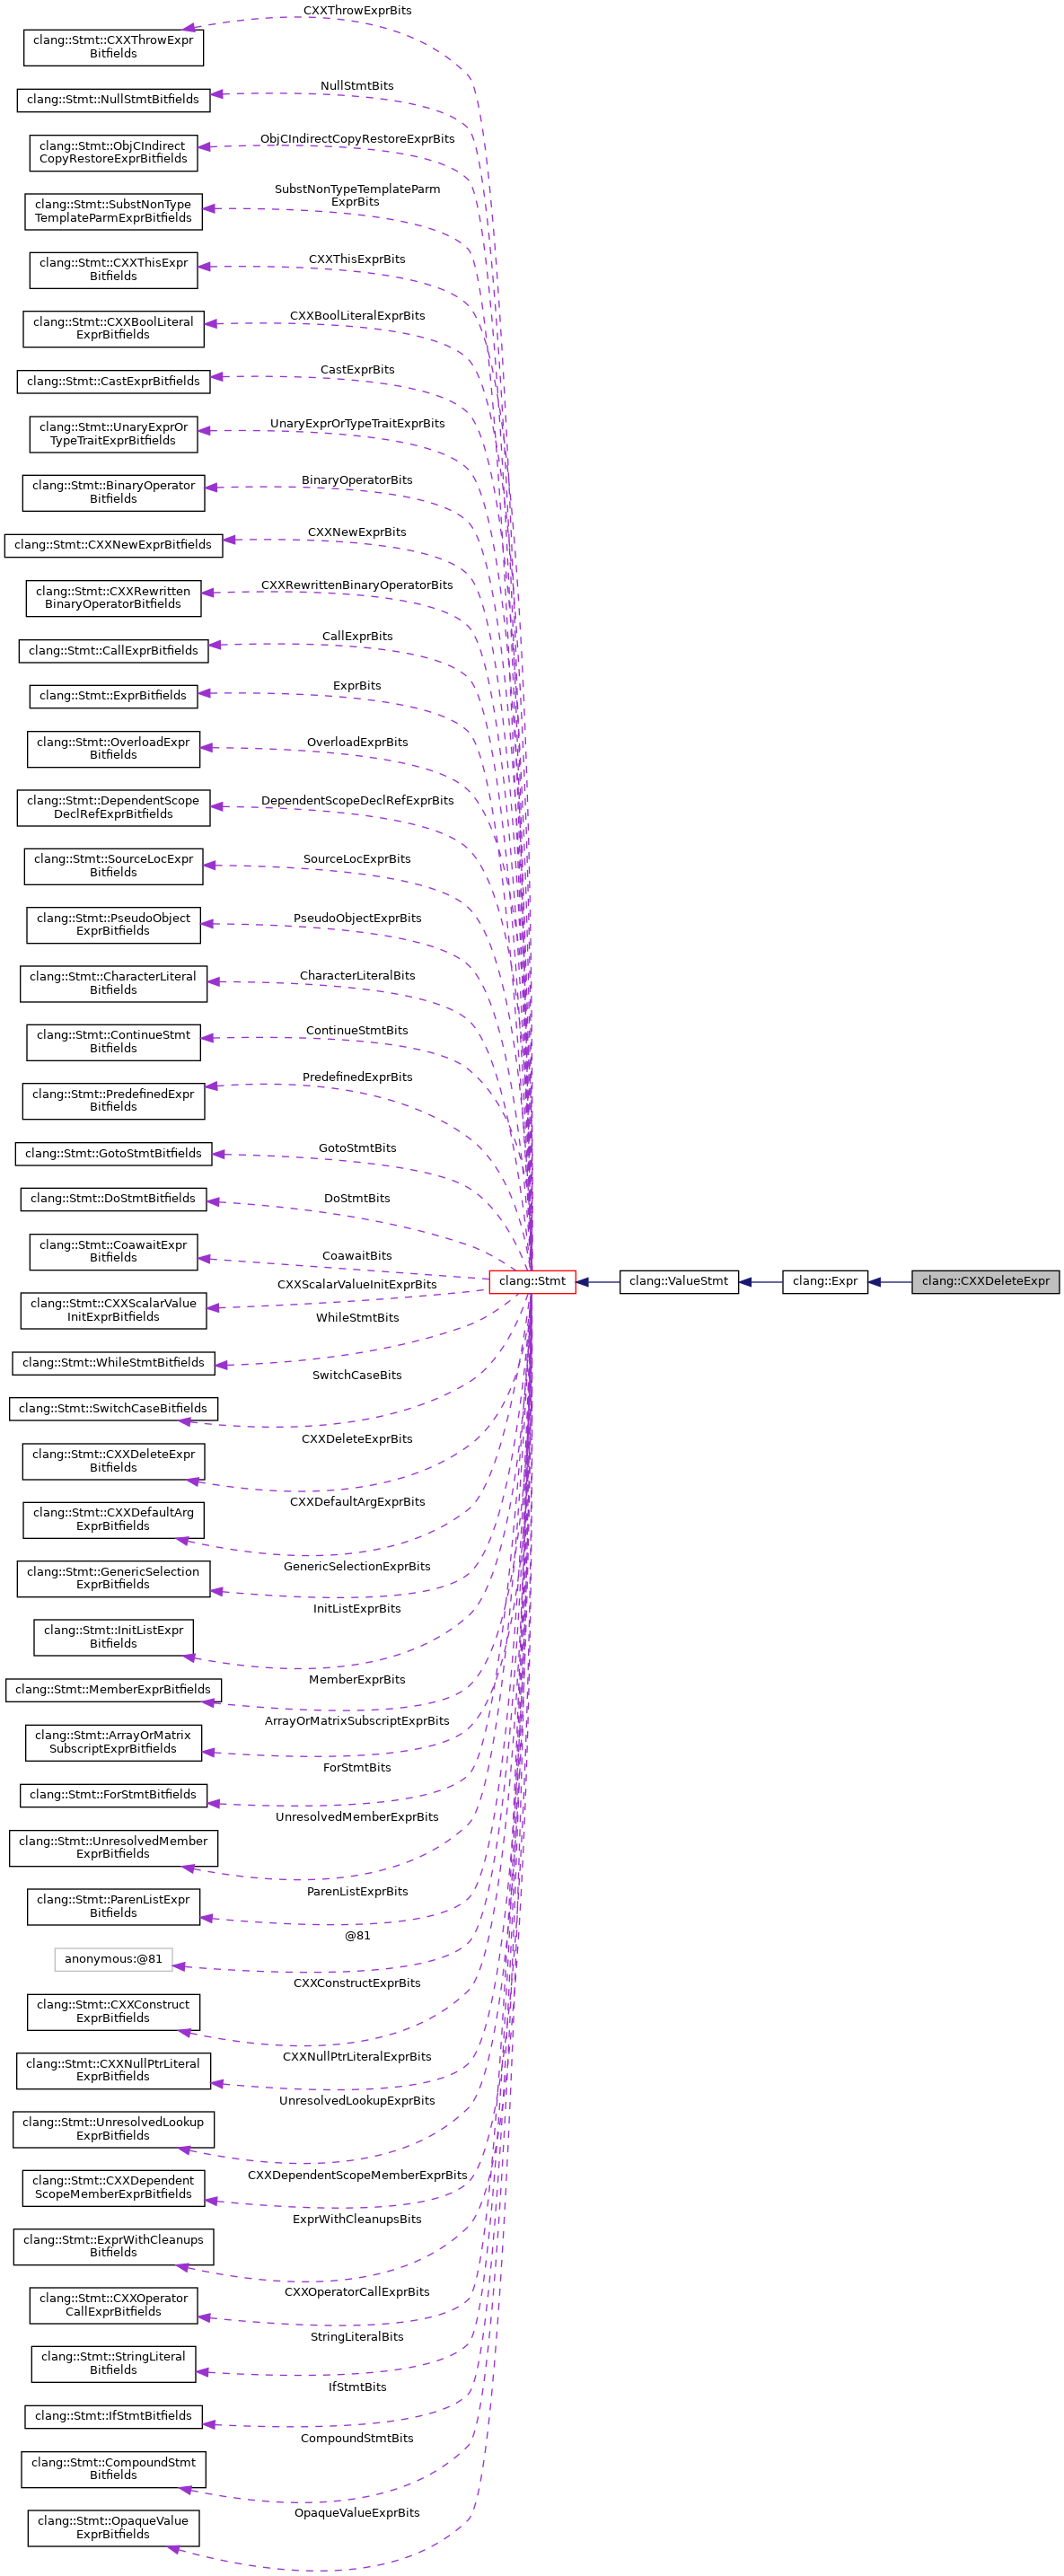 CXXThrowExprBits
clang::Stmt::CXXThrowExpr
Bitfields
NullStmtBits
clang::Stmt::NullStmtBitfields
ObjCIndirectCopyRestoreExprBits
clang::Stmt::ObjCIndirect
CopyRestoreExprBitfields
SubstNonTypeTemplateParm
ExprBits
clang::Stmt::SubstNonType
TemplateParmExprBitfields
CXXThisExprBits
clang::Stmt::CXXThisExpr
Bitfields
CXXBoolLiteralExprBits
clang::Stmt::CXXBoolLiteral
ExprBitfields
CastExprBits
clang::Stmt::CastExprBitfields
UnaryExprOrTypeTraitExprBits
clang::Stmt::UnaryExprOr
TypeTraitExprBitfields
BinaryOperatorBits
clang::Stmt::BinaryOperator
Bitfields
CXXNewExprBits
clang::Stmt::CXXNewExprBitfields
CXXRewrittenBinaryOperatorBits
clang::Stmt::CXXRewritten
BinaryOperatorBitfields
CallExprBits
clang::Stmt::CallExprBitfields
ExprBits
clang::Stmt::ExprBitfields
OverloadExprBits
clang::Stmt::OverloadExpr
Bitfields
DependentScopeDeclRefExprBits
clang::Stmt::DependentScope
DeclRefExprBitfields
SourceLocExprBits
clang::Stmt::SourceLocExpr
Bitfields
PseudoObjectExprBits
clang::Stmt::PseudoObject
ExprBitfields
CharacterLiteralBits
clang::Stmt::CharacterLiteral
Bitfields
ContinueStmtBits
clang::Stmt::ContinueStmt
Bitfields
PredefinedExprBits
clang::Stmt::PredefinedExpr
Bitfields
GotoStmtBits
clang::Stmt::GotoStmtBitfields
DoStmtBits
clang::Stmt::DoStmtBitfields
CoawaitBits
clang::Stmt::CoawaitExpr
Bitfields
clang::Stmt
clang::ValueStmt
clang::Expr
clang::CXXDeleteExpr
CXXScalarValueInitExprBits
clang::Stmt::CXXScalarValue
InitExprBitfields
WhileStmtBits
clang::Stmt::WhileStmtBitfields
SwitchCaseBits
clang::Stmt::SwitchCaseBitfields
CXXDeleteExprBits
clang::Stmt::CXXDeleteExpr
Bitfields
CXXDefaultArgExprBits
clang::Stmt::CXXDefaultArg
ExprBitfields
GenericSelectionExprBits
clang::Stmt::GenericSelection
ExprBitfields
InitListExprBits
clang::Stmt::InitListExpr
Bitfields
MemberExprBits
clang::Stmt::MemberExprBitfields
ArrayOrMatrixSubscriptExprBits
clang::Stmt::ArrayOrMatrix
SubscriptExprBitfields
ForStmtBits
clang::Stmt::ForStmtBitfields
UnresolvedMemberExprBits
clang::Stmt::UnresolvedMember
ExprBitfields
ParenListExprBits
clang::Stmt::ParenListExpr
Bitfields
@81
anonymous:@81
CXXConstructExprBits
clang::Stmt::CXXConstruct
ExprBitfields
CXXNullPtrLiteralExprBits
clang::Stmt::CXXNullPtrLiteral
ExprBitfields
UnresolvedLookupExprBits
clang::Stmt::UnresolvedLookup
ExprBitfields
CXXDependentScopeMemberExprBits
clang::Stmt::CXXDependent
ScopeMemberExprBitfields
ExprWithCleanupsBits
clang::Stmt::ExprWithCleanups
Bitfields
CXXOperatorCallExprBits
clang::Stmt::CXXOperator
CallExprBitfields
StringLiteralBits
clang::Stmt::StringLiteral
Bitfields
IfStmtBits
clang::Stmt::IfStmtBitfields
CompoundStmtBits
clang::Stmt::CompoundStmt
Bitfields
OpaqueValueExprBits
clang::Stmt::OpaqueValue
ExprBitfields